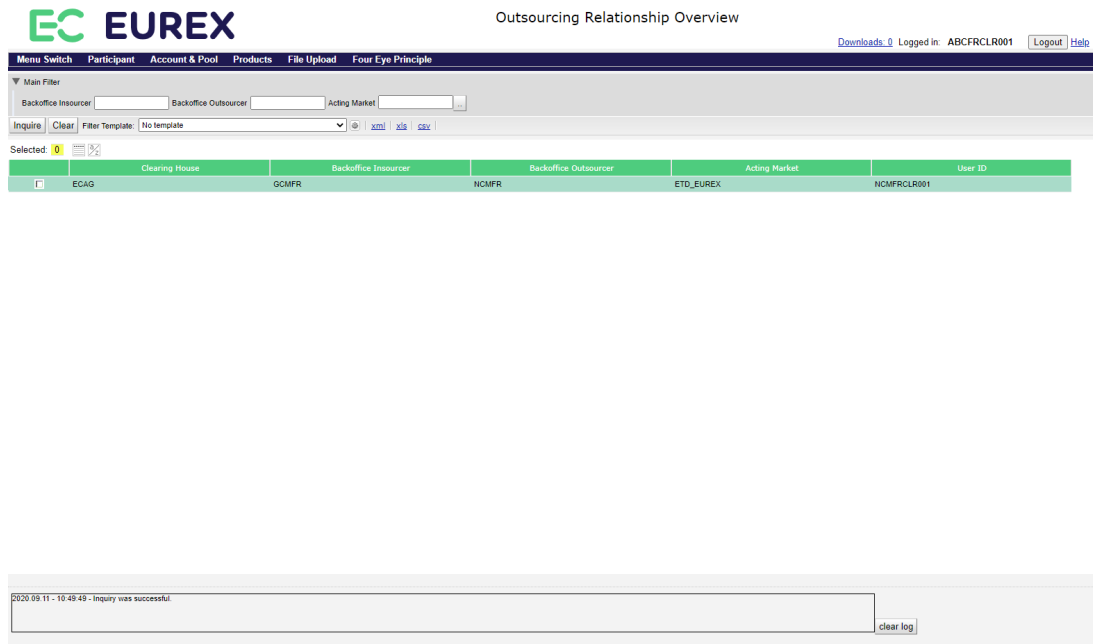 EC EUREX
Outsourcing Relationship Overview
Downloads: 0 Logged in: ABCFRCLR001 Logout Help
Menu Switch Participant Account & Pool Products File Upload Four Eye Principle
Main Filter
Backoffice Insourcer Backoffice Outsourcer Acting Market ..
Inquire Clear Filter Template: No template xml xls csv
Selected: 0
Clearing House Backoffice Insourcer Backoffice Outsourcer Acting Market User ID
ECAG GCMFR NCMFR ETD_EUREX NCMFRCLR001
2020.09.11 - 10:49:49 - Inquiry was successful.
clear log